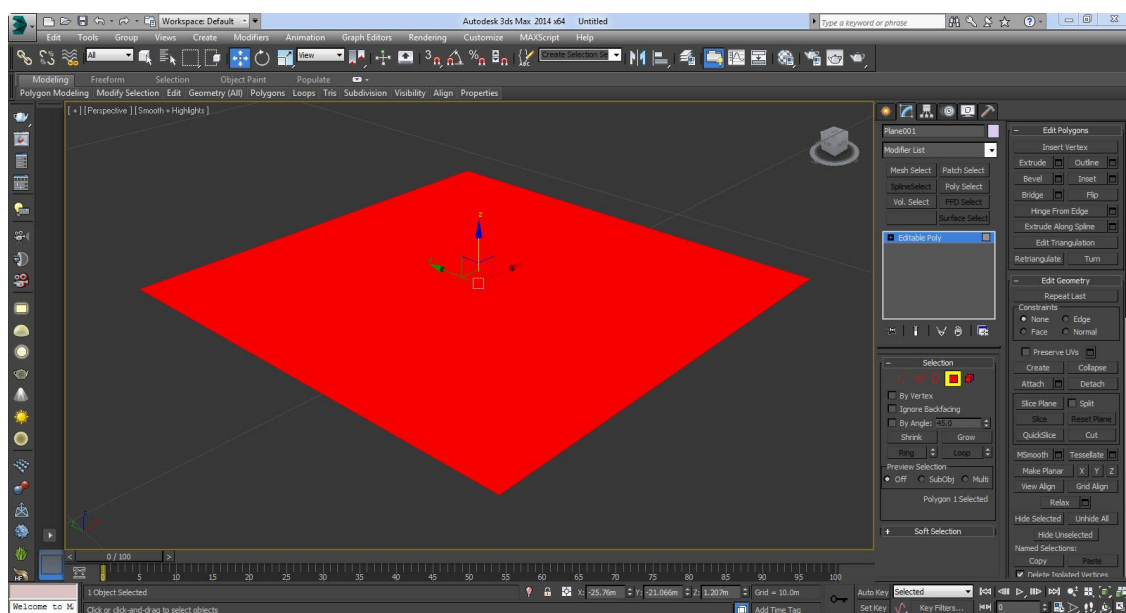 Workspace: Default
Autodesk 3ds Max 2014 x64 Untitled
Type a keyword or phrase
Edit Tools Group Views Create Modifiers Animation Graph Editors Rendering Customize MAXScript Help
All
View
Create Selection Se
Modeling Freeform Selection Object Paint Populate
Polygon Modeling Modify Selection Edit Geometry (All) Polygons Loops Tris Subdivision Visibility Align Properties
[ + ] [ Perspective ] [ Smooth + Highlights ]
z
Plane001
Modifier List
Mesh Select Patch Select
SplineSelect Poly Select
Vol. Select FFD Select
Surface Select
Editable Poly
Selection
By Vertex
Ignore Backfacing
By Angle: 45.0
Shrink Grow
Ring Loop
Preview Selection
Off SubObj Multi
Polygon 1 Selected
+ Soft Selection
Edit Polygons
Insert Vertex
Extrude Outline
Bevel Inset
Bridge Flip
Hinge From Edge
Extrude Along Spline
Edit Triangulation
Retriangulate Turn
Edit Geometry
Repeat Last
Constraints
None Edge
Face Normal
Preserve UVs
Create Collapse
Attach Detach
Slice Plane Split
Slice Reset Plane
QuickSlice Cut
MSmooth Tessellate
Make Planar X Y Z
View Align Grid Align
Relax
Hide Selected Unhide All
Hide Unselected
Named Selections:
Copy Paste
Delete Isolated Vertices
< 0 / 100 >
0 5 10 15 20 25 30 35 40 45 50 55 60 65 70 75 80 85 90 95 100
1 Object Selected
X: -25.76m Y: -21.066m Z: 1.207m Grid = 10.0m
Auto Key Selected
Welcome to M
Click or click-and-drag to select objects
Add Time Tag
Set Key Key Filters... 0